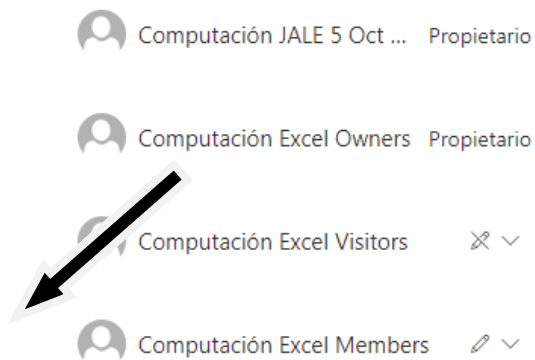 Computación JALE 5 Oct ... Propietario
Computación Excel Owners Propietario
Computación Excel Visitors
Computación Excel Members